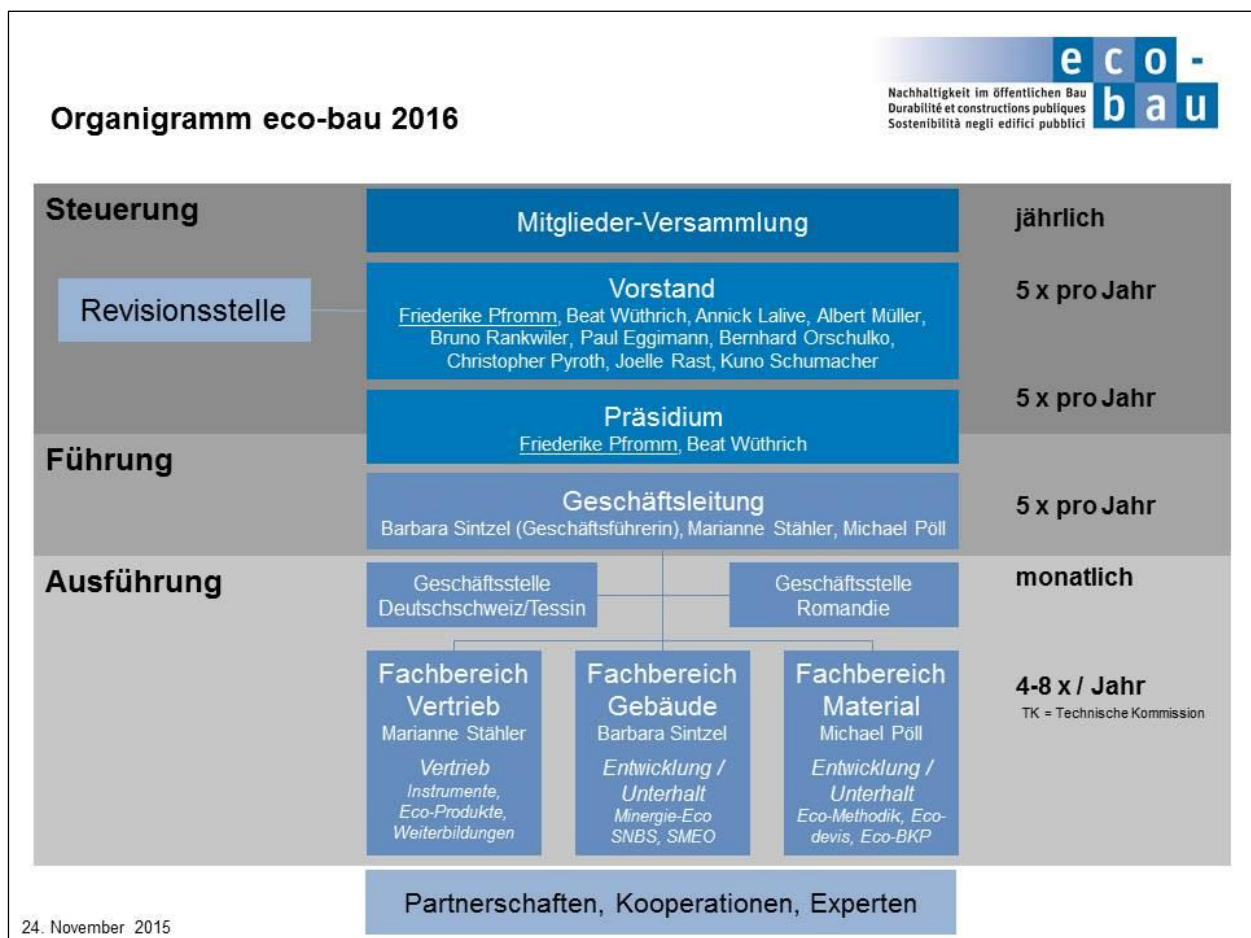 eco-
bau
Nachhaltigkeit im öffentlichen Bau
Durabilité et constructions publiques
Sostenibilità negli edifici pubblici
Organigramm eco-bau 2016
Steuerung
Mitglieder-Versammlung
jährlich
Revisionsstelle
Vorstand
Friederike Pfromm, Beat Wüthrich, Annick Lalive, Albert Müller,
Bruno Rankwiler, Paul Eggimann, Bernhard Orschulko,
Christopher Pyroth, Joelle Rast, Kuno Schumacher
5 x pro Jahr
Präsidium
Friederike Pfromm, Beat Wüthrich
5 x pro Jahr
Führung
Geschäftsleitung
Barbara Sintzel (Geschäftsführerin), Marianne Stähler, Michael Pöll
5 x pro Jahr
Ausführung
Geschäftsstelle
Deutschschweiz/Tessin
Geschäftsstelle
Romandie
monatlich
Fachbereich
Vertrieb
Marianne Stähler
Vertrieb
Instrumente,
Eco-Produkte,
Weiterbildungen
Fachbereich
Gebäude
Barbara Sintzel
Entwicklung /
Unterhalt
Minergie-Eco
SNBS, SMEO
Fachbereich
Material
Michael Pöll
Entwicklung /
Unterhalt
Eco-Methodik, Eco-
devis, Eco-BKP
4-8 x / Jahr
TK = Technische Kommission
Partnerschaften, Kooperationen, Experten
24. November 2015